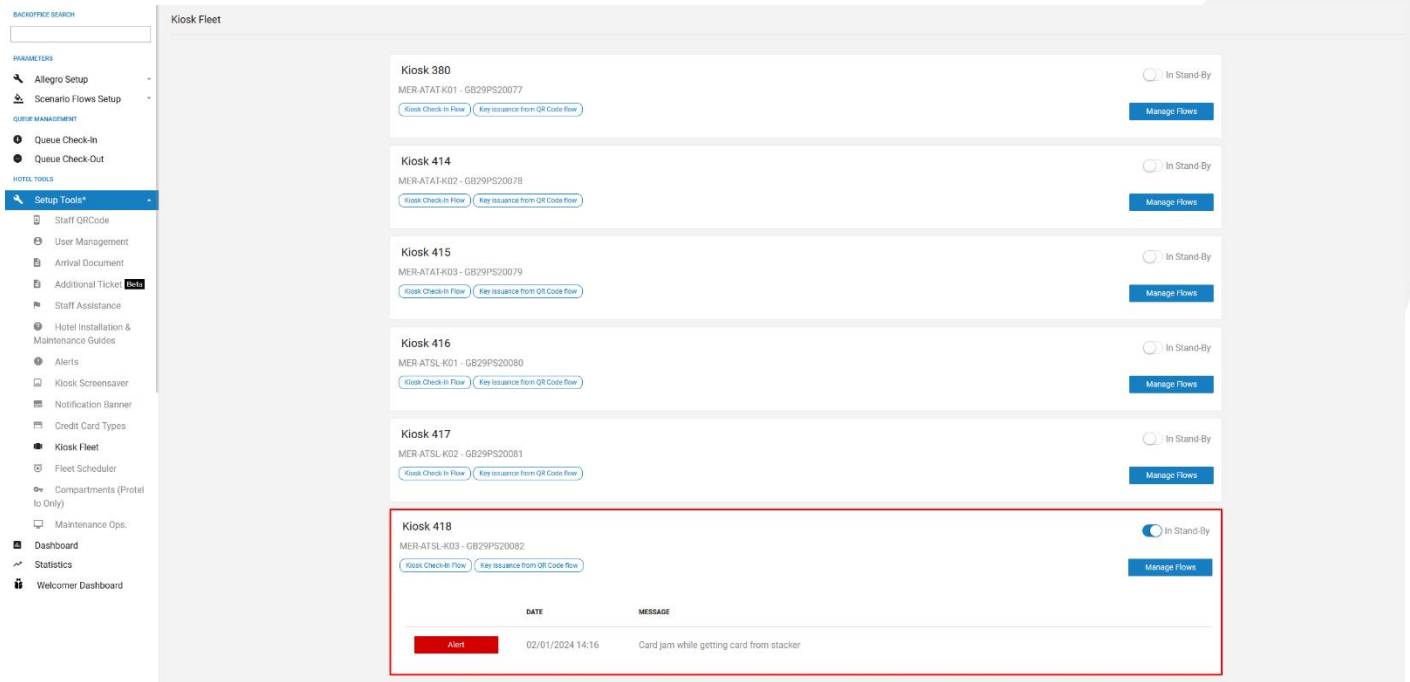 BACKOFFICE SEARCH
PARAMETERS
Allegro Setup
Scenario Flows Setup
QUEUE MANAGEMENT
Queue Check-In
Queue Check-Out
HOTEL TOOLS
Setup Tools*
Staff QRCode
User Management
Arrival Document
Additional Ticket Beta
Staff Assistance
Hotel Installation &
Maintenance Guides
Alerts
Kiosk Screensaver
Notification Banner
Credit Card Types
Kiosk Fleet
Fleet Scheduler
Compartments (Protel
Io Only)
Maintenance Ops.
Dashboard
Statistics
Welcomer Dashboard
Kiosk Fleet
Kiosk 380
In Stand-By
MER-ATAT-K01 - GB29PS20077
Kiosk Check-In Flow Key issuance from QR Code flow
Manage Flows
Kiosk 414
In Stand-By
MER-ATAT-K02 - GB29PS20078
Kiosk Check-In Flow Key issuance from QR Code flow
Manage Flows
Kiosk 415
In Stand-By
MER-ATAT-K03 - GB29PS20079
Kiosk Check-In Flow Key issuance from QR Code flow
Manage Flows
Kiosk 416
In Stand-By
MER-ATSL-K01 - GB29PS20080
Kiosk Check-In Flow Key issuance from QR Code flow
Manage Flows
Kiosk 417
In Stand-By
MER-ATSL-K02 - GB29PS20081
Kiosk Check-In Flow Key issuance from QR Code flow
Manage Flows
Kiosk 418
In Stand-By
MER-ATSL-K03 - GB29PS20082
Kiosk Check-In Flow Key issuance from QR Code flow
Manage Flows
DATE MESSAGE
Alert 02/01/2024 14:16 Card jam while getting card from stacker